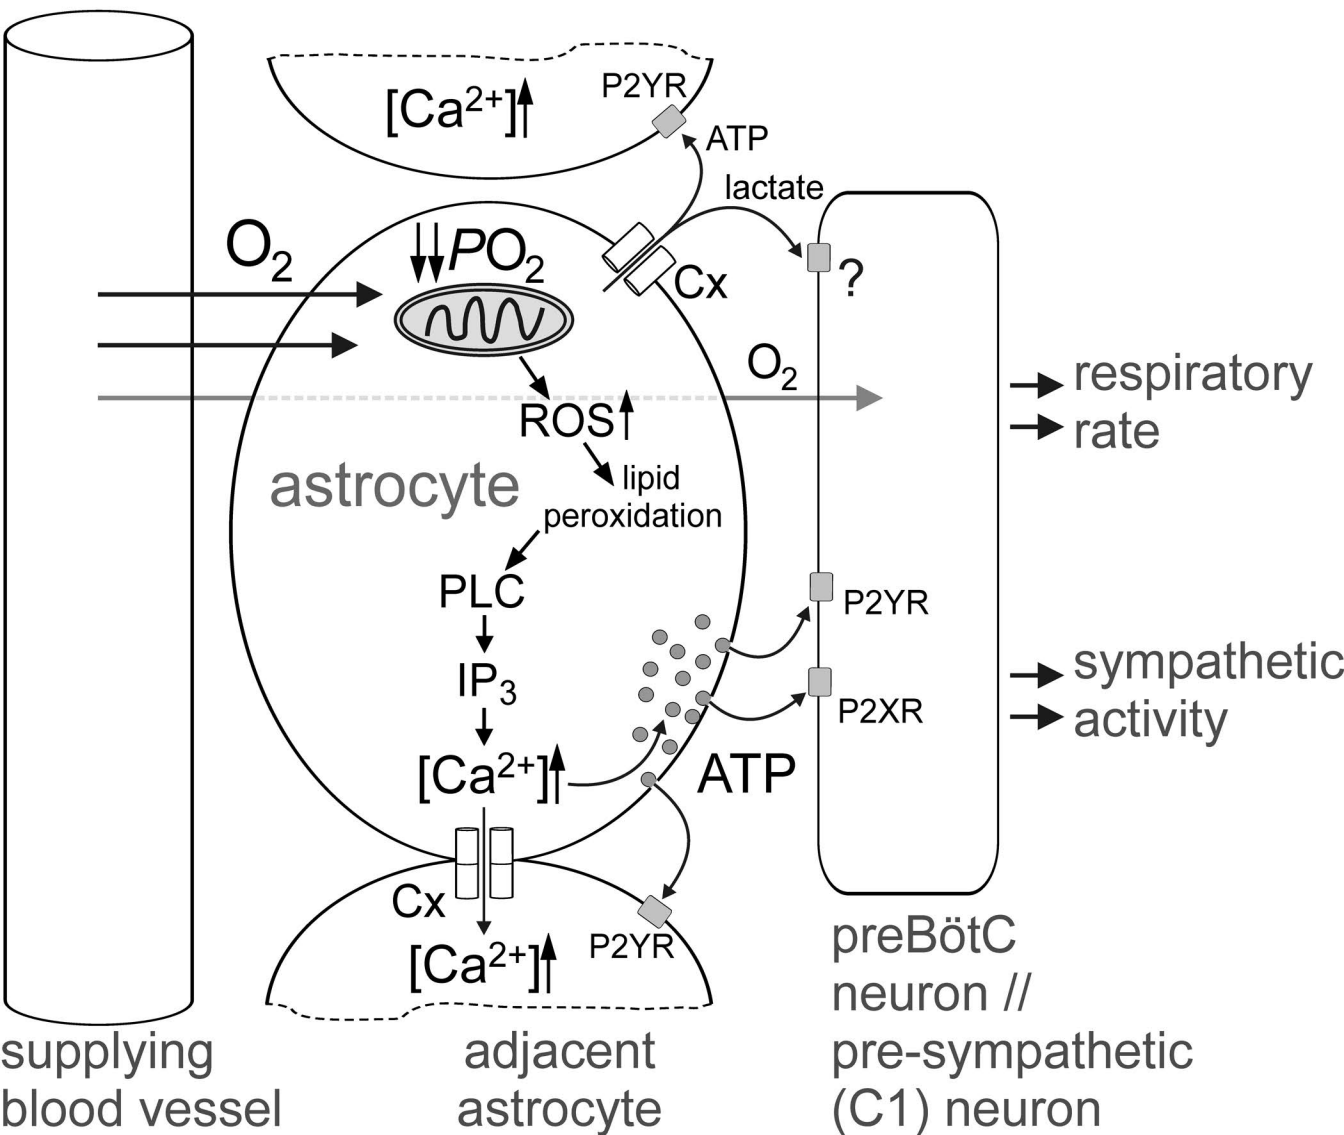 [Ca²⁺]
P2YR
ATP
lactate
O₂
PO₂
Cx
?
O₂
ROS
respiratory
rate
astrocyte
lipid
peroxidation
PLC
P2YR
IP₃
sympathetic
activity
P2XR
[Ca²⁺]
ATP
Cx
P2YR
[Ca²⁺]
supplying
blood vessel
adjacent
astrocyte
preBötC
neuron //
pre-sympathetic
(C1) neuron